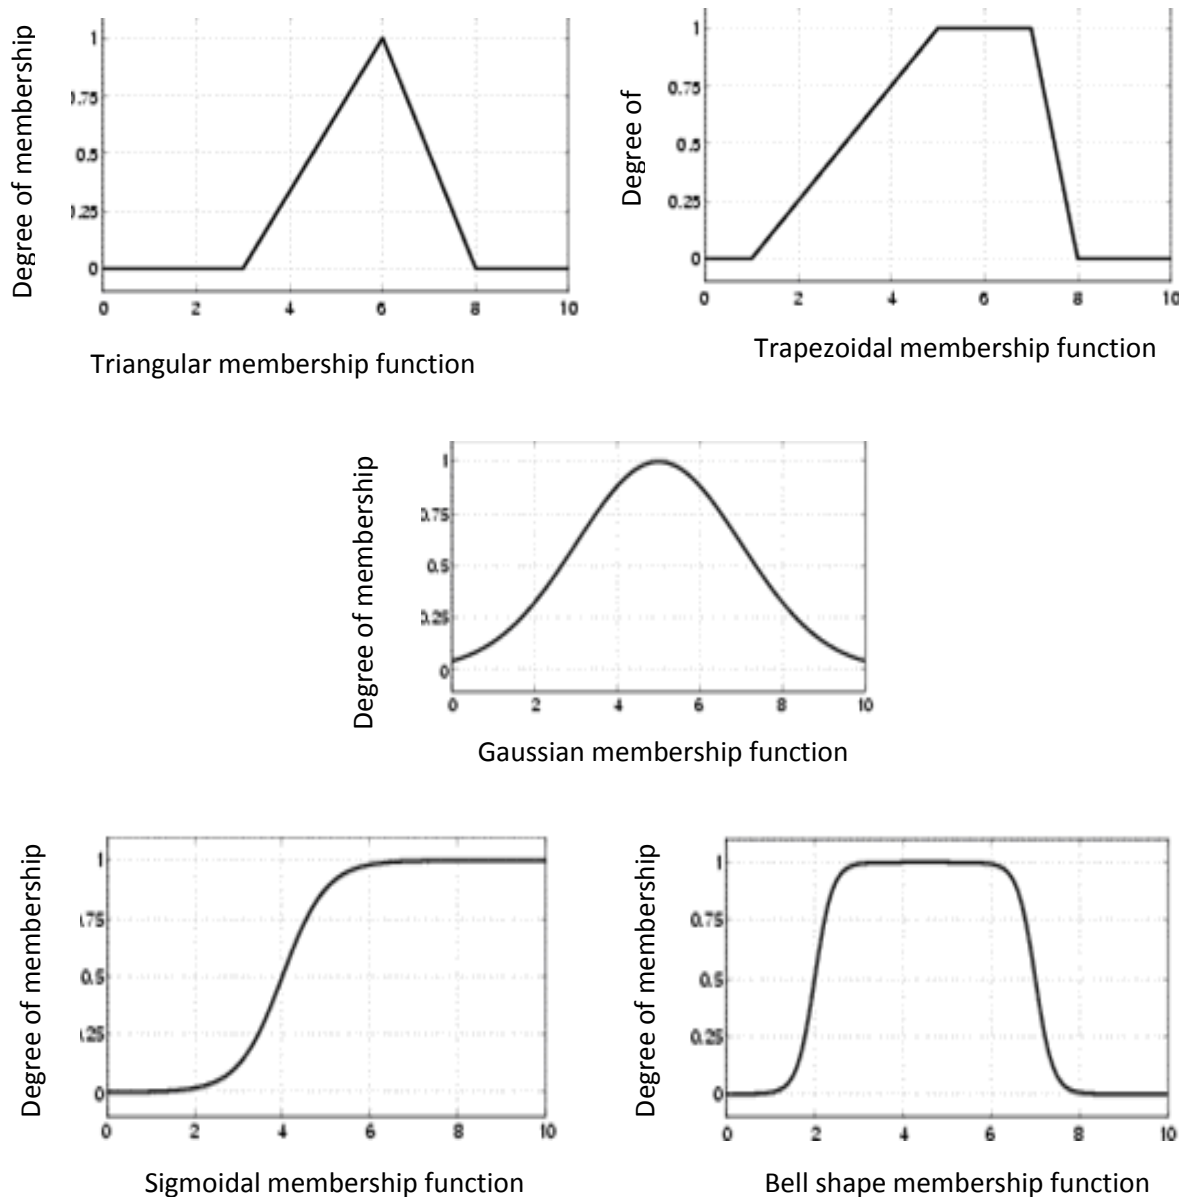 Degree of membership
1
0.75
0.5
0.25
0
0 2 4 6 8 10
Triangular membership function
Degree of
1
0.75
0.5
0.25
0
0 2 4 6 8 10
Trapezoidal membership function
Degree of membership
1
0.75
0.5
0.25
0
0 2 4 6 8 10
Gaussian membership function
Degree of membership
1
0.75
0.5
0.25
0
0 2 4 6 8 10
Sigmoidal membership function
Degree of membership
1
0.75
0.5
0.25
0
0 2 4 6 8 10
Bell shape membership function